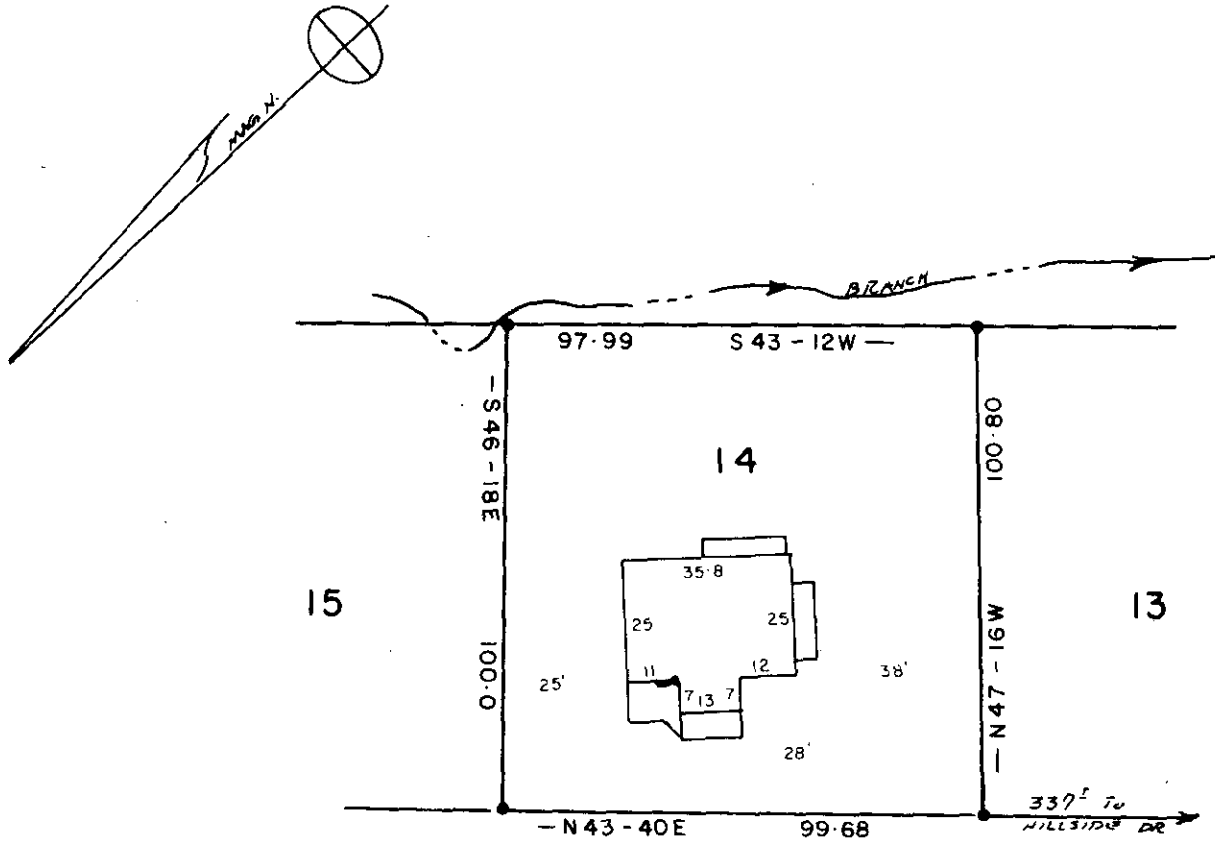 MAG N.
BRANCH
97.99 S 43 - 12W —
— S46 - 18E
100.80
14
35.8
15
13
25
25
11
12
7 13 7
25'
38'
100.0
— N47 - 16W
28'
337'± To
HILLSIDE DR
— N 43 - 40E 99.68